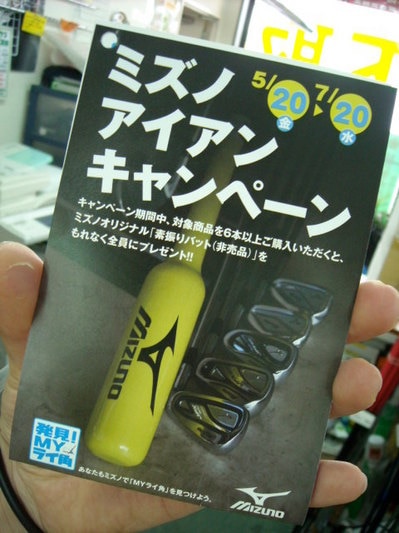 ミズノ
アイアン
キャンペーン
5/20金▶7/20水
キャンペーン期間中、対象商品を6本以上ご購入いただくと、
ミズノオリジナル「素振りバット(非売品)」を
もれなく全員にプレゼント!!
MIZUNO
発見!
MY
ライ角
あなたもミズノで「MYライ角」を見つけよう。
MIZUNO